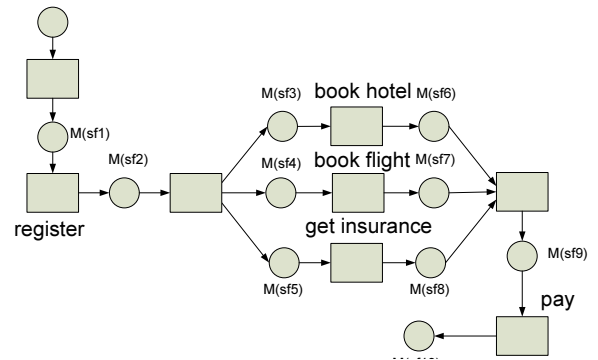 M(sf1)
register
M(sf2)
M(sf3)
book hotel
M(sf6)
M(sf4)
book flight
M(sf7)
get insurance
M(sf5)
M(sf8)
M(sf9)
pay